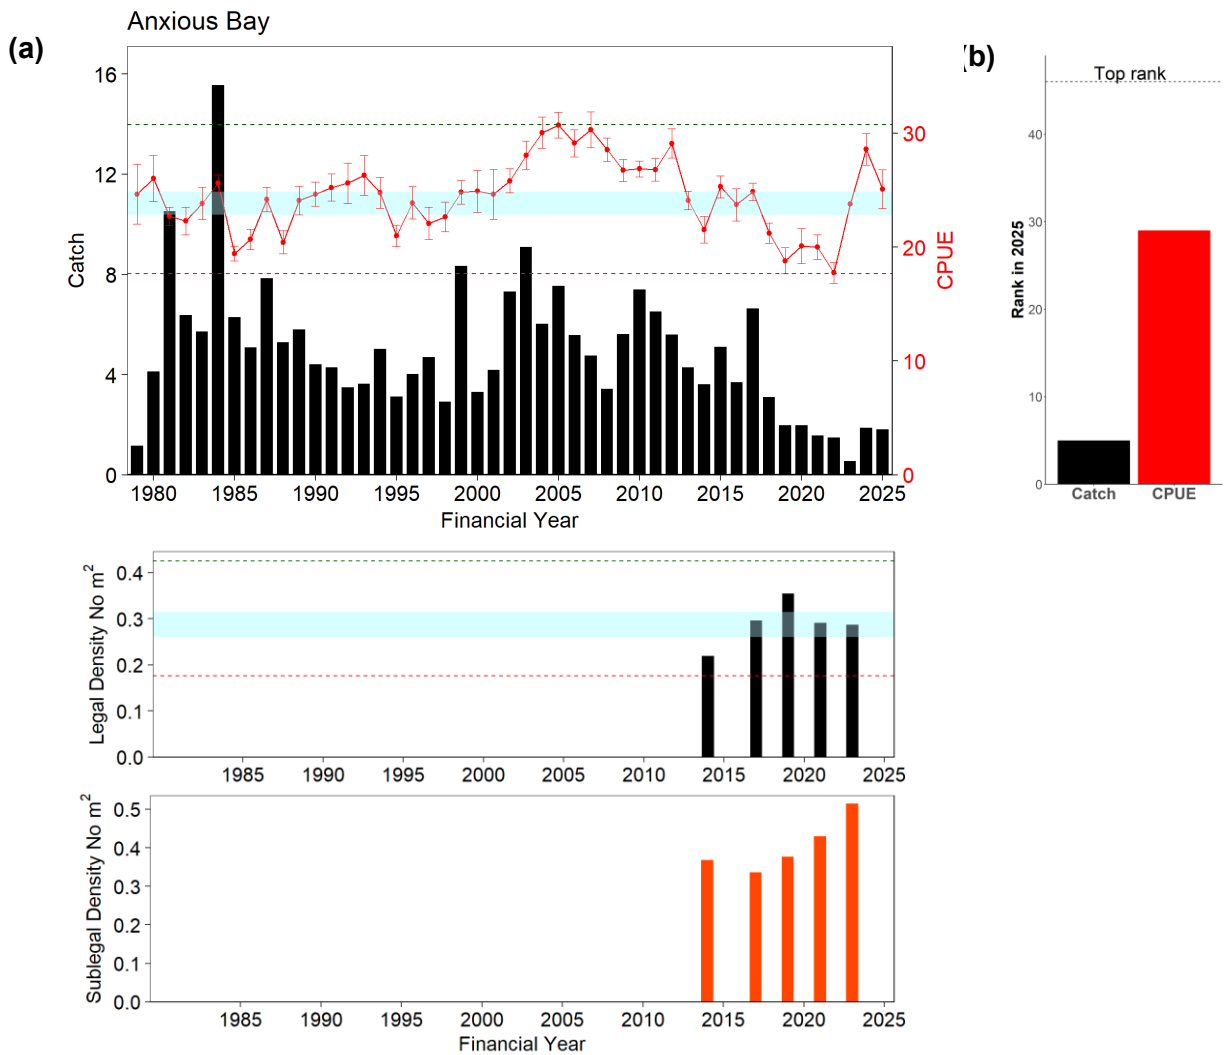 Anxious Bay
(a)
16
12
8
4
0
Catch
30
20
10
0
CPUE
1980 1985 1990 1995 2000 2005 2010 2015 2020 2025
Financial Year
(b)
Top rank
40
30
20
10
0
Rank in 2025
Catch CPUE
0.4
0.3
0.2
0.1
0.0
Legal Density No m²
1985 1990 1995 2000 2005 2010 2015 2020 2025
0.5
0.4
0.3
0.2
0.1
0.0
Sublegal Density No m²
1985 1990 1995 2000 2005 2010 2015 2020 2025
Financial Year